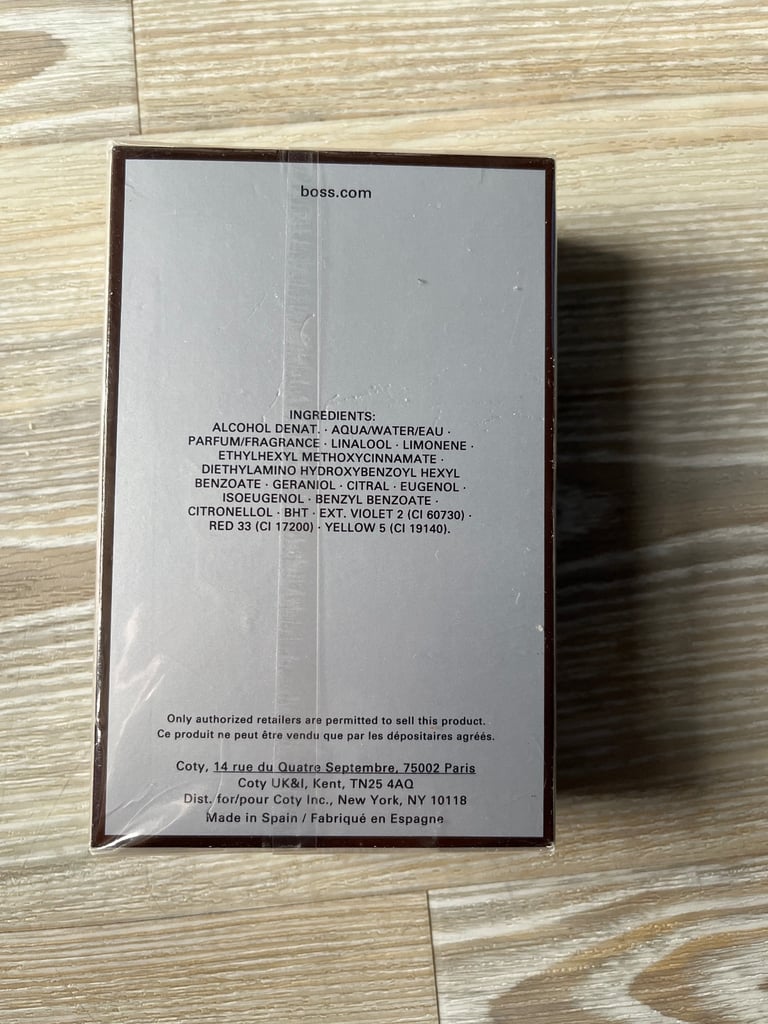 boss.com
INGREDIENTS:
ALCOHOL DENAT. · AQUA/WATER/EAU ·
PARFUM/FRAGRANCE · LINALOOL · LIMONENE ·
ETHYLHEXYL METHOXYCINNAMATE ·
DIETHYLAMINO HYDROXYBENZOYL HEXYL
BENZOATE · GERANIOL · CITRAL · EUGENOL ·
ISOEUGENOL · BENZYL BENZOATE ·
CITRONELLOL · BHT · EXT. VIOLET 2 (CI 60730) ·
RED 33 (CI 17200) · YELLOW 5 (CI 19140).
Only authorized retailers are permitted to sell this product.
Ce produit ne peut être vendu que par les dépositaires agréés.
Coty, 14 rue du Quatre Septembre, 75002 Paris
Coty UK&I, Kent, TN25 4AQ
Dist. for/pour Coty Inc., New York, NY 10118
Made in Spain / Fabriqué en Espagne